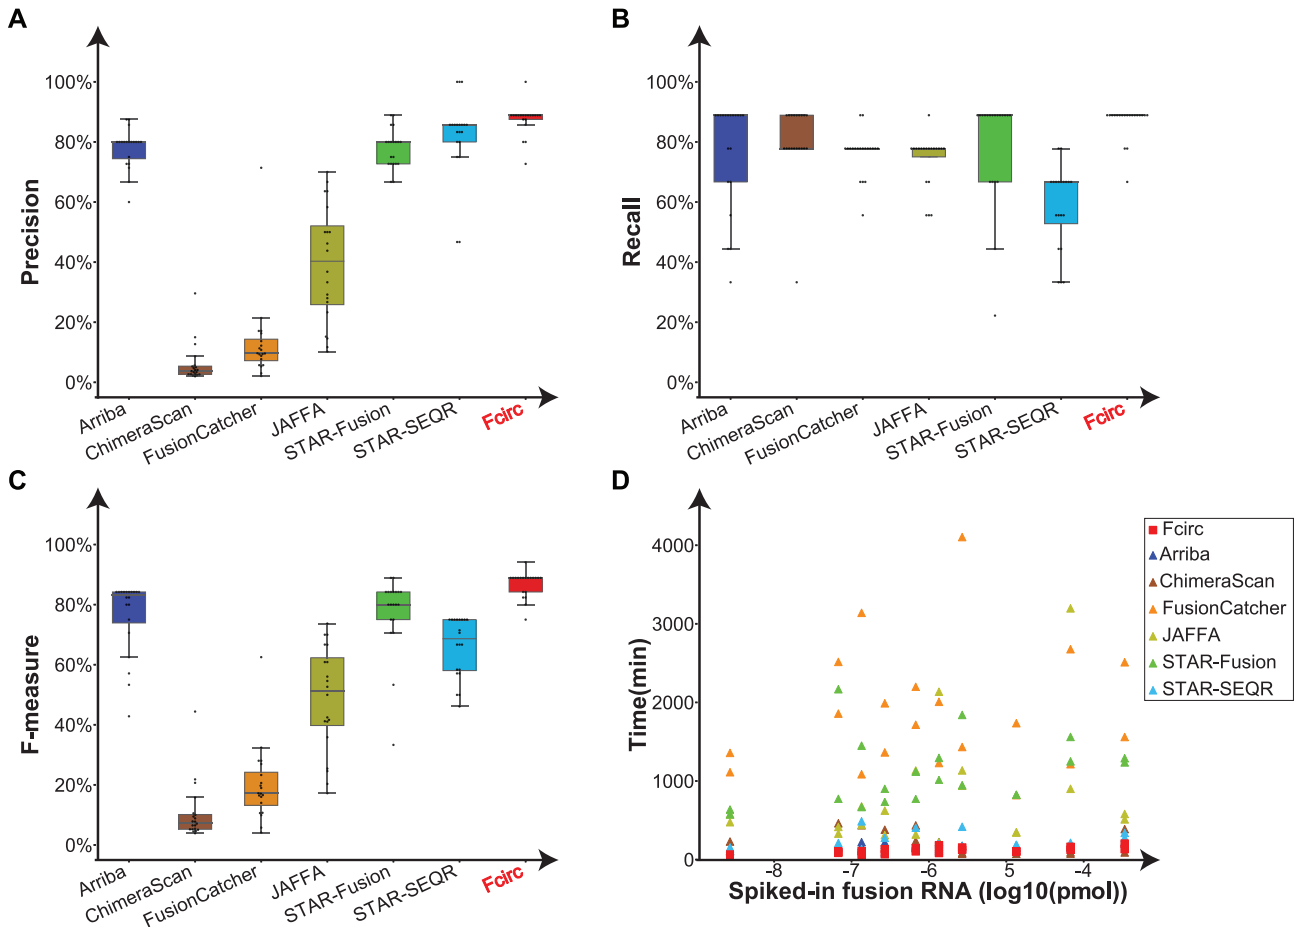 A
Precision
100%
80%
60%
40%
20%
0%
Arriba
ChimeraScan
FusionCatcher
JAFFA
STAR-Fusion
STAR-SEQR
Fcirc
B
Recall
100%
80%
60%
40%
20%
0%
Arriba
ChimeraScan
FusionCatcher
JAFFA
STAR-Fusion
STAR-SEQR
Fcirc
C
F-measure
100%
80%
60%
40%
20%
0%
Arriba
ChimeraScan
FusionCatcher
JAFFA
STAR-Fusion
STAR-SEQR
Fcirc
D
Time(min)
4000
3000
2000
1000
0
-8
-7
-6
-5
-4
Spiked-in fusion RNA (log10(pmol))
Fcirc
Arriba
ChimeraScan
FusionCatcher
JAFFA
STAR-Fusion
STAR-SEQR